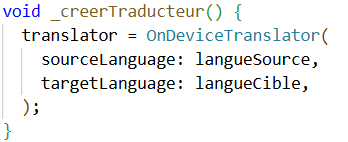 void _creerTraducteur() {
  translator = OnDeviceTranslator(
    sourceLanguage: langueSource,
    targetLanguage: langueCible,
  );
}